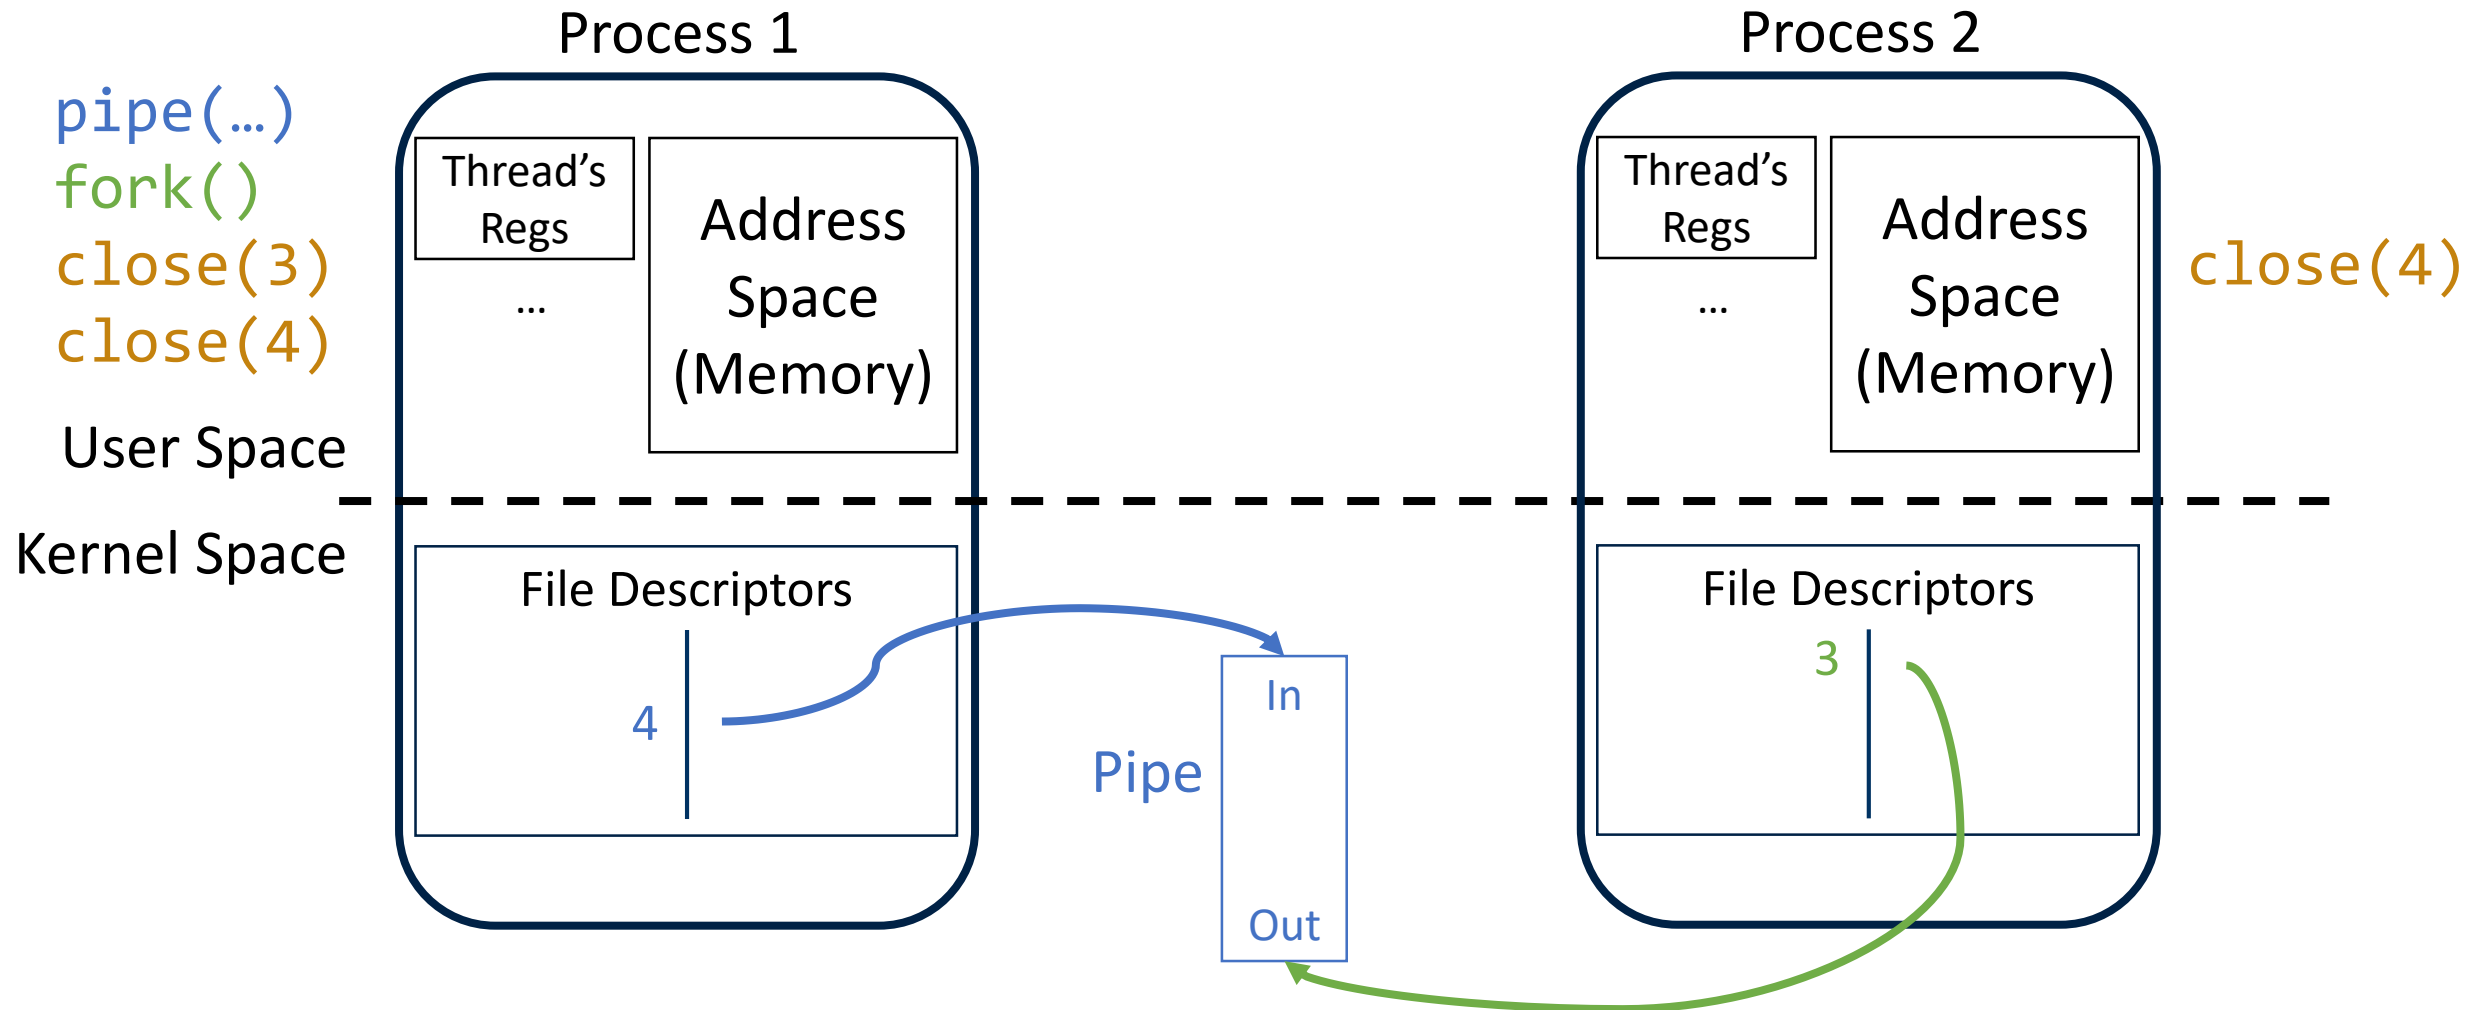 Process 1
Process 2
pipe(…)
fork()
close(3)
close(4)
Thread’s
Regs
…
Address
Space
(Memory)
Thread’s
Regs
…
Address
Space
(Memory)
close(4)
User Space
Kernel Space
File Descriptors
4
Pipe
In
Out
File Descriptors
3